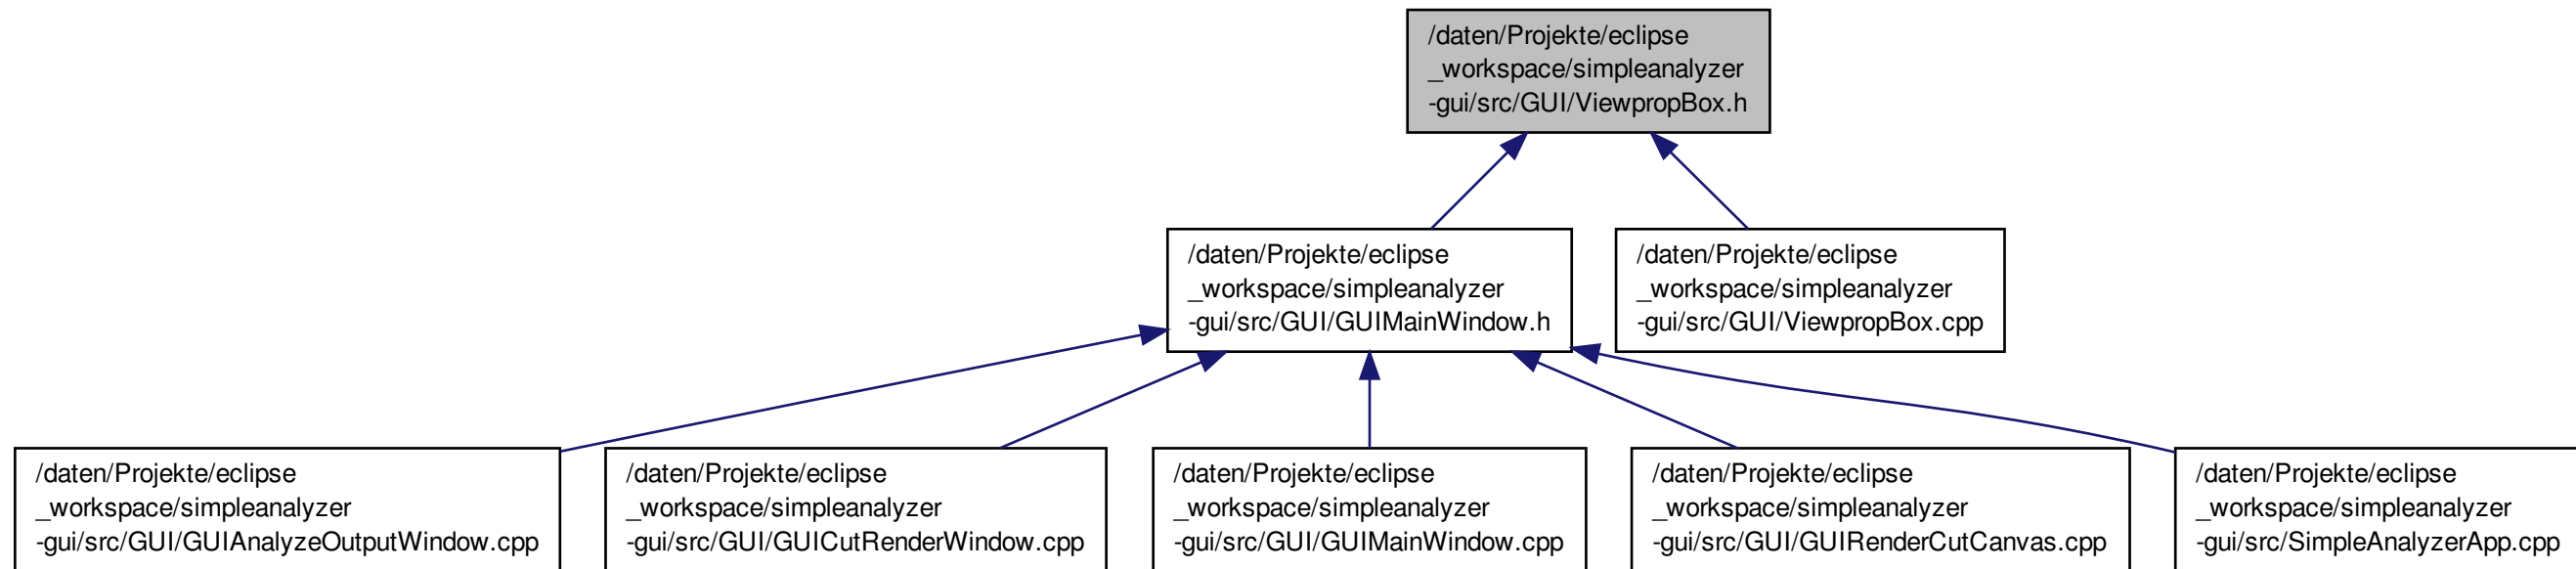 /daten/Projekte/eclipse
_workspace/simpleanalyzer
-gui/src/GUI/ViewpropBox.h
/daten/Projekte/eclipse
_workspace/simpleanalyzer
-gui/src/GUI/GUIMainWindow.h
/daten/Projekte/eclipse
_workspace/simpleanalyzer
-gui/src/GUI/ViewpropBox.cpp
/daten/Projekte/eclipse
_workspace/simpleanalyzer
-gui/src/GUI/GUIAnalyzeOutputWindow.cpp
/daten/Projekte/eclipse
_workspace/simpleanalyzer
-gui/src/GUI/GUICutRenderWindow.cpp
/daten/Projekte/eclipse
_workspace/simpleanalyzer
-gui/src/GUI/GUIMainWindow.cpp
/daten/Projekte/eclipse
_workspace/simpleanalyzer
-gui/src/GUI/GUIRenderCutCanvas.cpp
/daten/Projekte/eclipse
_workspace/simpleanalyzer
-gui/src/SimpleAnalyzerApp.cpp